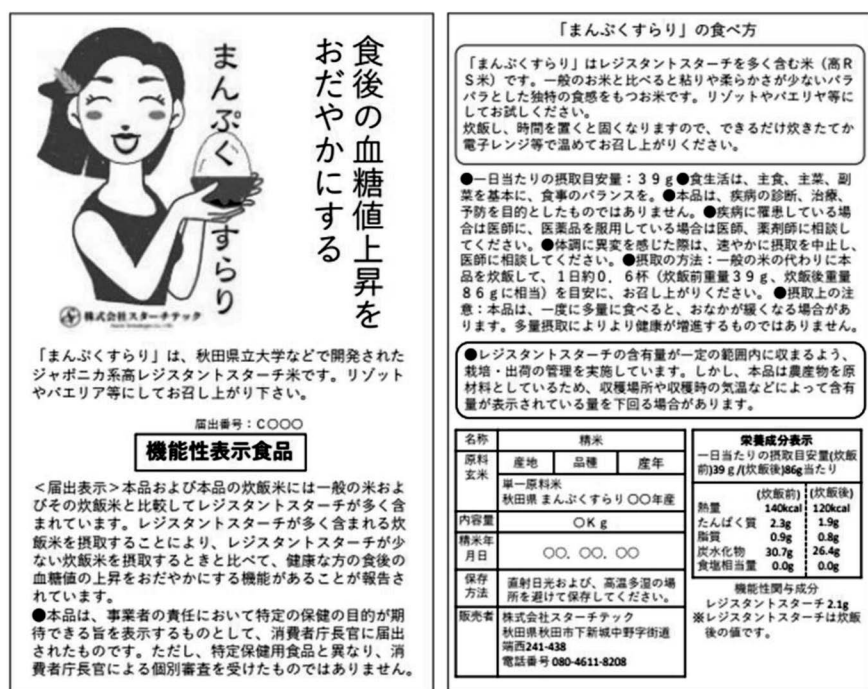 食後の血糖値上昇を
おだやかにする
まんぷくすらり
株式会社スターチテック
「まんぷくすらり」は、秋田県立大学などで開発された
ジャポニカ系高レジスタントスターチ米です。リゾット
やパエリア等にしてお召し上がり下さい。
届出番号：C〇〇〇
機能性表示食品
＜届出表示＞本品および本品の炊飯米には一般の米およ
びその炊飯米と比較してレジスタントスターチが多く含
まれています。レジスタントスターチが多く含まれる炊
飯米を摂取することにより、レジスタントスターチが少
ない炊飯米を摂取するときと比べて、健康な方の食後の
血糖値の上昇をおだやかにする機能があることが報告さ
れています。
●本品は、事業者の責任において特定の保健の目的が期
待できる旨を表示するものとして、消費者庁長官に届出
されたものです。ただし、特定保健用食品と異なり、消
費者庁長官による個別審査を受けたものではありません。
「まんぷくすらり」の食べ方
「まんぷくすらり」はレジスタントスターチを多く含む米（高R
S米）です。一般のお米と比べると粘りや柔らかさが少ないパラ
パラとした独特の食感をもつお米です。リゾットやパエリヤ等に
してお試しください。
炊飯し、時間を置くと固くなりますので、できるだけ炊きたてか
電子レンジ等で温めてお召し上がりください。
●一日当たりの摂取目安量：３９ｇ●食生活は、主食、主菜、副
菜を基本に、食事のバランスを。●本品は、疾病の診断、治療、
予防を目的としたものではありません。●疾病に罹患している場
合は医師に、医薬品を服用している場合は医師、薬剤師に相談し
てください。●体調に異変を感じた際は、速やかに摂取を中止し、
医師に相談してください。●摂取の方法：一般の米の代わりに本
品を炊飯して、１日約０．６杯（炊飯前重量３９ｇ、炊飯後重量
８６ｇに相当）を目安に、お召し上がりください。●摂取上の注
意：本品は、一度に多量に食べると、おなかが緩くなる場合があ
ります。多量摂取によりより健康が増進するものではありません。
●レジスタントスターチの含有量が一定の範囲内に収まるよう、
栽培・出荷の管理を実施しています。しかし、本品は農産物を原
材料としているため、収穫場所や収穫時の気温などによって含有
量が表示されている量を下回る場合があります。
名称 精米
原料玄米 産地 品種 産年
単一原料米
秋田県 まんぷくすらり 〇〇年産
内容量 〇Ｋｇ
精米年月日 〇〇．〇〇．〇〇
保存方法 直射日光および、高温多湿の場
所を避けて保存してください。
販売者 株式会社スターチテック
秋田県秋田市下新城中野字街道
端西241-438
電話番号 080-4611-8208
栄養成分表示
一日当たりの摂取目安量(炊飯
前)39ｇ/(炊飯後)86g当たり
(炊飯前) (炊飯後)
熱量 140kcal 120kcal
たんぱく質 2.3g 1.9g
脂質 0.9g 0.8g
炭水化物 30.7g 26.4g
食塩相当量 0.0g 0.0g
機能性関与成分
レジスタントスターチ 2.1g
※レジスタントスターチは炊飯
後の値です。